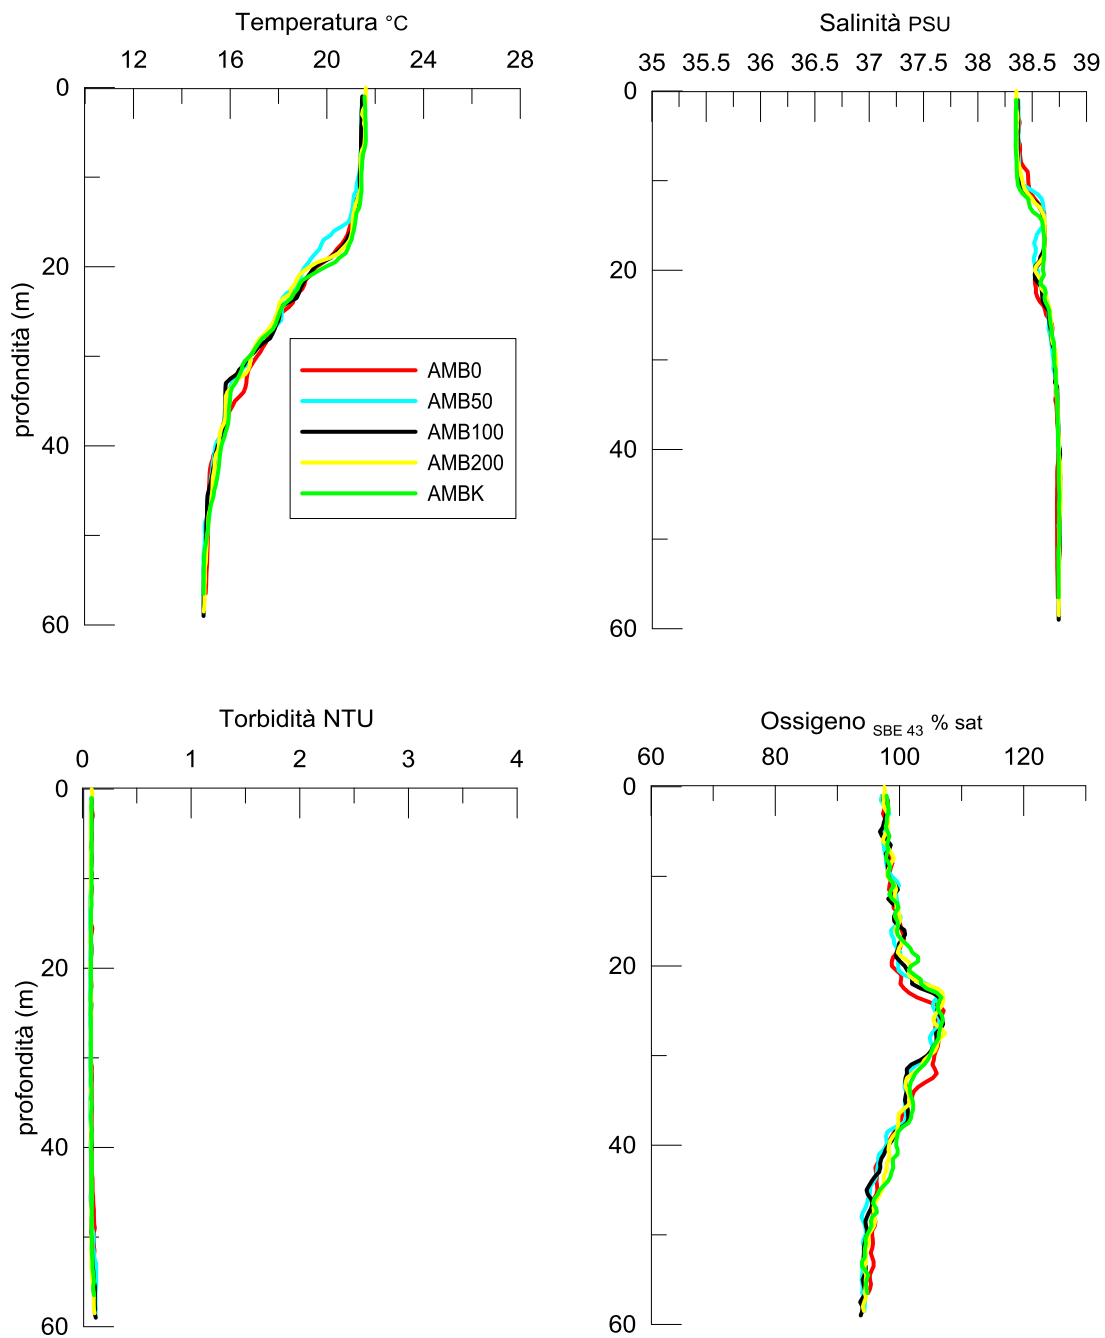 Temperatura °C
12 16 20 24 28
0
20
40
60
profondità (m)
AMB0
AMB50
AMB100
AMB200
AMBK
Salinità PSU
35 35.5 36 36.5 37 37.5 38 38.5 39
0
20
40
60
Torbidità NTU
0 1 2 3 4
0
20
40
60
profondità (m)
Ossigeno SBE 43 % sat
60 80 100 120
0
20
40
60